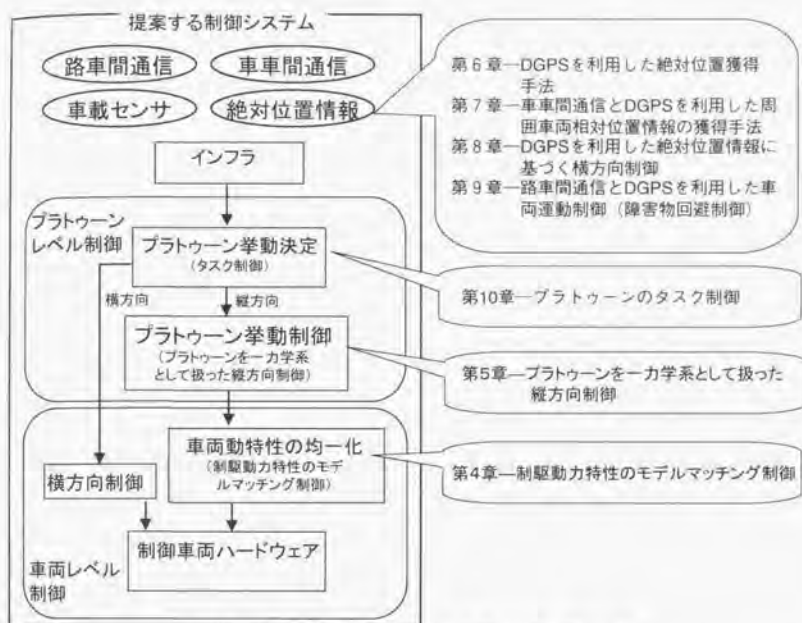 提案する制御システム
路車間通信
車車間通信
車載センサ
絶対位置情報
インフラ
プラトゥーン
レベル制御
プラトゥーン挙動決定
(タスク制御)
横方向
縦方向
プラトゥーン挙動制御
(プラトゥーンを一力学系
として扱った縦方向制御)
車両動特性の均一化
(制駆動力特性のモデ
ルマッチング制御)
横方向制御
制御車両ハードウェア
車両レベル
制御
第6章―DGPSを利用した絶対位置獲得
手法
第7章―車車間通信とDGPSを利用した周
囲車両相対位置情報の獲得手法
第8章―DGPSを利用した絶対位置情報に
基づく横方向制御
第9章―路車間通信とDGPSを利用した車
両運動制御(障害物回避制御)
第10章―プラトゥーンのタスク制御
第5章―プラトゥーンを一力学系として扱った
縦方向制御
第4章―制駆動力特性のモデルマッチング制御